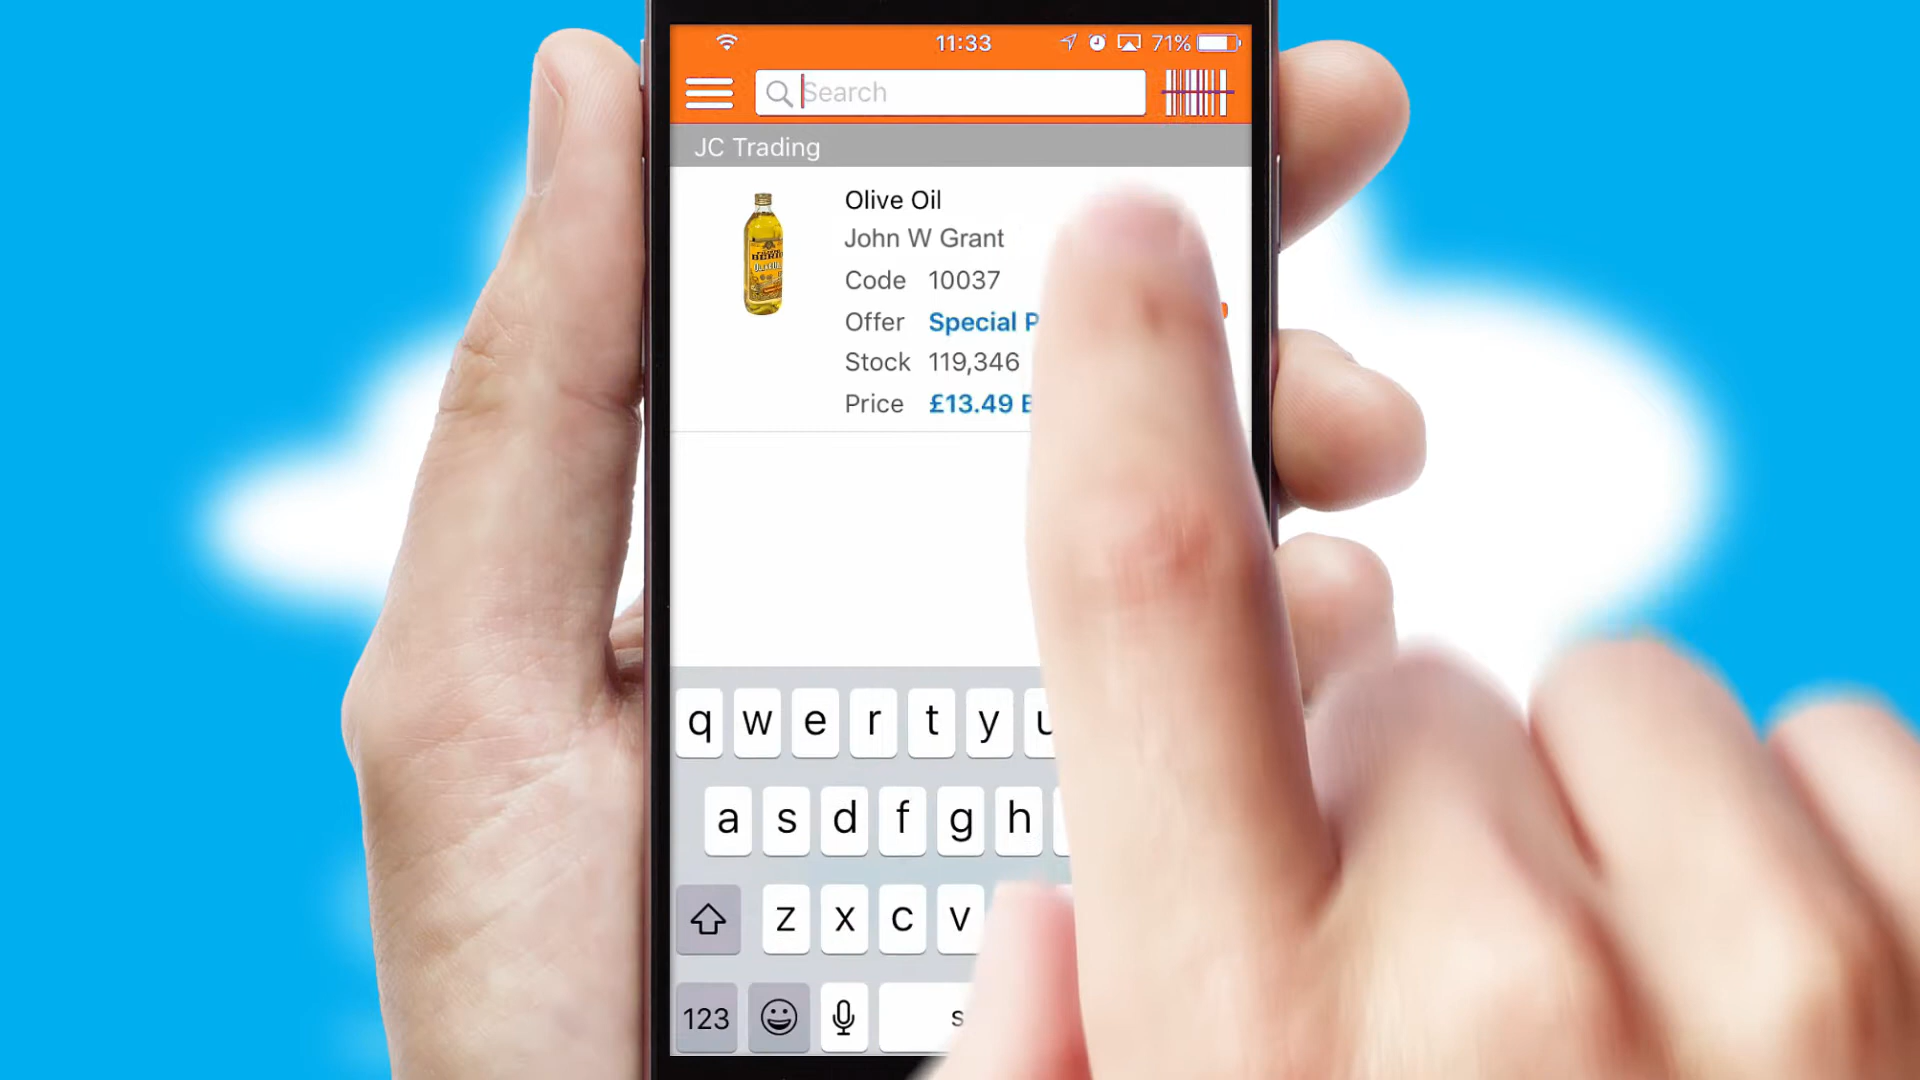 11:33 71%
Search
JC Trading
Olive Oil
John W Grant
Code 10037
Offer Special
Stock 119,346
Price £13.49
q w e r t y u
a s d f g h
z x c v
123